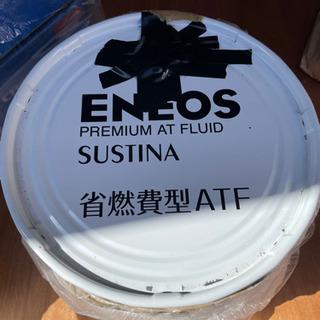 ENEOS
PREMIUM AT FLUID
SUSTINA
省燃費型ATF